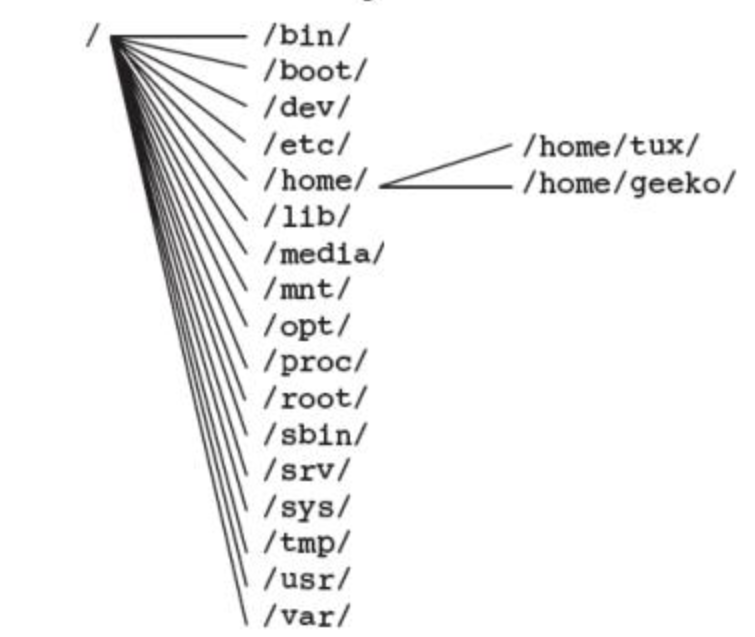 / /bin/
/boot/
/dev/
/etc/ /home/tux/
/home/ /home/geeko/
/lib/
/media/
/mnt/
/opt/
/proc/
/root/
/sbin/
/srv/
/sys/
/tmp/
/usr/
/var/